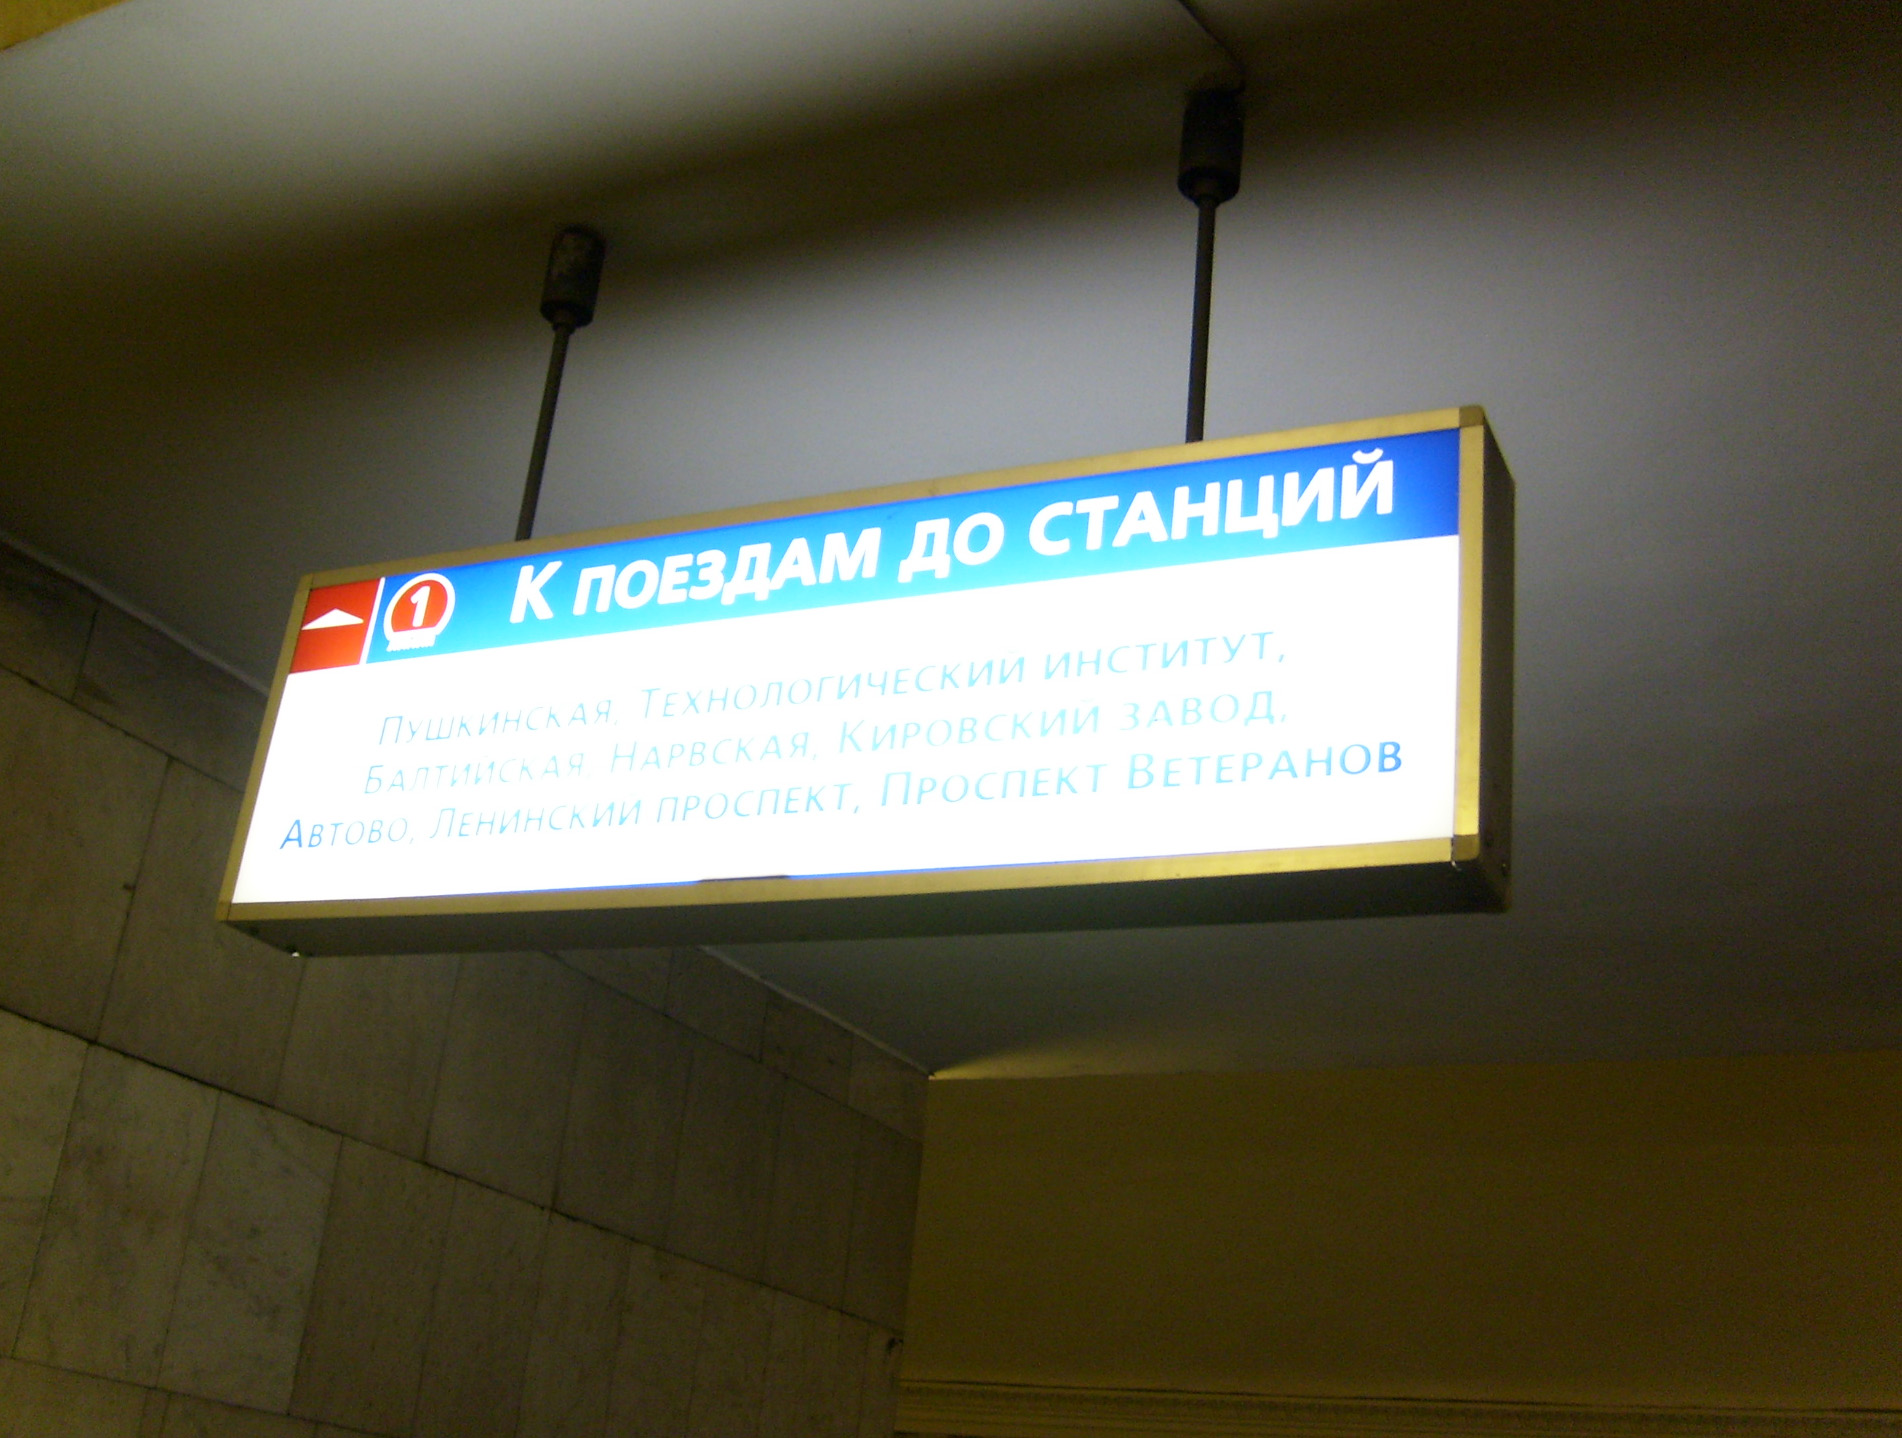 1 К ПОЕЗДАМ ДО СТАНЦИЙ
ПУШКИНСКАЯ, ТЕХНОЛОГИЧЕСКИЙ ИНСТИТУТ,
БАЛТИЙСКАЯ, НАРВСКАЯ, КИРОВСКИЙ ЗАВОД,
АВТОВО, ЛЕНИНСКИЙ ПРОСПЕКТ, ПРОСПЕКТ ВЕТЕРАНОВ